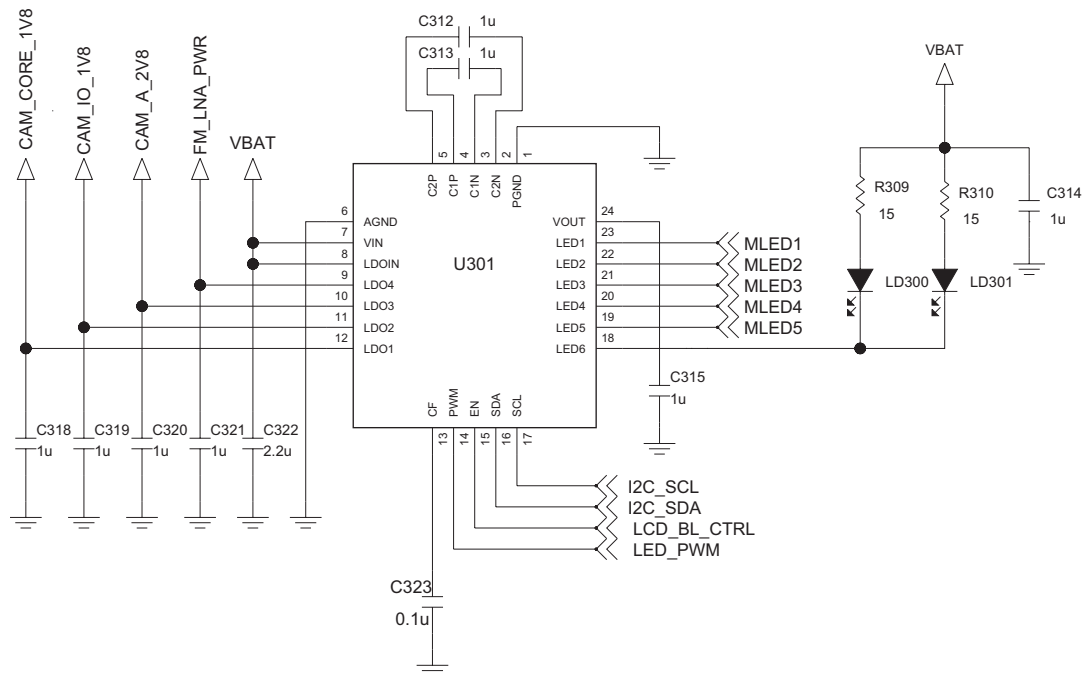 CAM_CORE_1V8
CAM_IO_1V8
CAM_A_2V8
FM_LNA_PWR
VBAT
C312 1u
C313 1u
VBAT
5 4 3 2 1
C2P C1P C1N C2N PGND
R309 15
R310 15
C314 1u
6 AGND
7 VIN
8 LDOIN
9 LDO4
10 LDO3
11 LDO2
12 LDO1
U301
VOUT 24
LED1 23 MLED1
LED2 22 MLED2
LED3 21 MLED3
LED4 20 MLED4
LED5 19 MLED5
LED6 18
LD300
LD301
C315 1u
CF PWM EN SDA SCL
13 14 15 16 17
C318 1u
C319 1u
C320 1u
C321 1u
C322 2.2u
I2C_SCL
I2C_SDA
LCD_BL_CTRL
LED_PWM
C323
0.1u